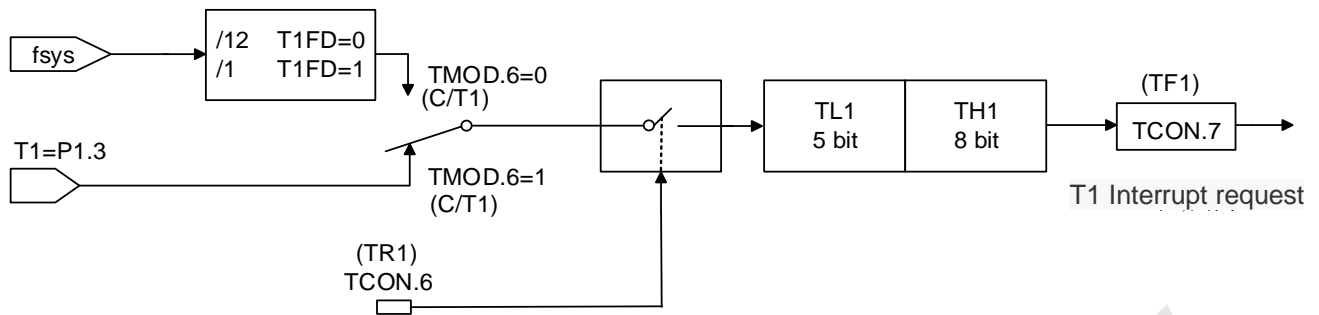 fsys
/12 T1FD=0
/1 T1FD=1
TMOD.6=0
(C/T1)
T1=P1.3
TMOD.6=1
(C/T1)
(TR1)
TCON.6
TL1
5 bit
TH1
8 bit
(TF1)
TCON.7
T1 Interrupt request